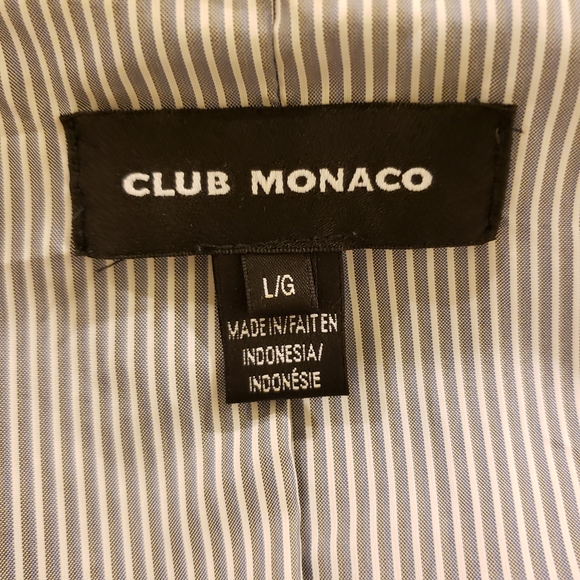 CLUB MONACO
L/G
MADE IN/FAIT EN
INDONESIA/
INDONÉSIE